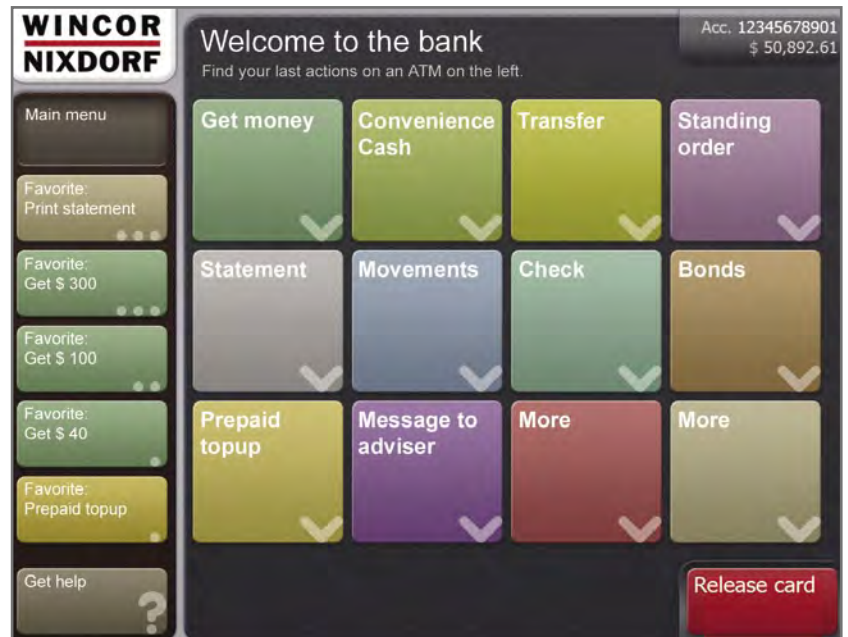 WINCOR
NIXDORF
Welcome to the bank
Find your last actions on an ATM on the left.
Acc. 12345678901
$ 50,892.61
Main menu
Favorite:
Print statement
Favorite:
Get $ 300
Favorite:
Get $ 100
Favorite:
Get $ 40
Favorite:
Prepaid topup
Get help
?
Get money
Convenience
Cash
Transfer
Standing
order
Statement
Movements
Check
Bonds
Prepaid
topup
Message to
adviser
More
More
Release card